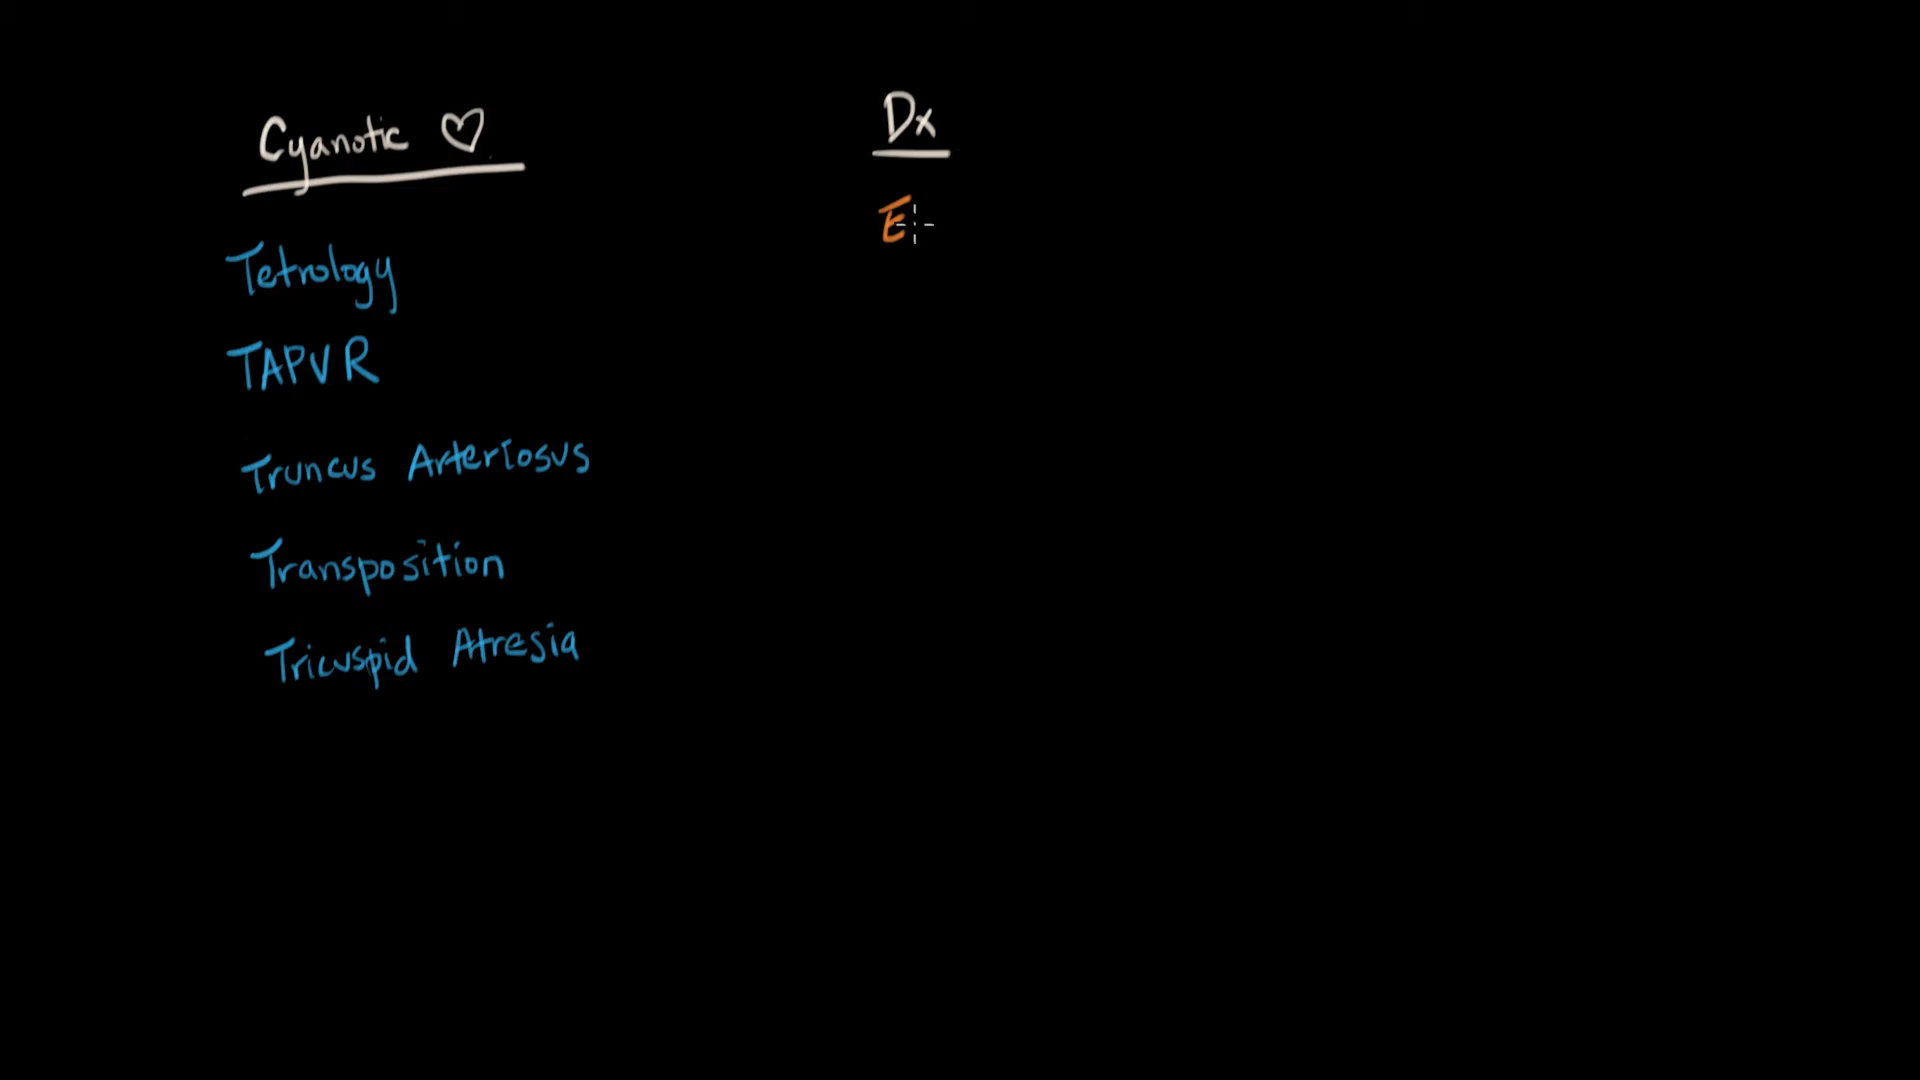 Cyanotic ♡
Tetrology
TAPVR
Truncus Arteriosus
Transposition
Tricuspid Atresia
Dx
E